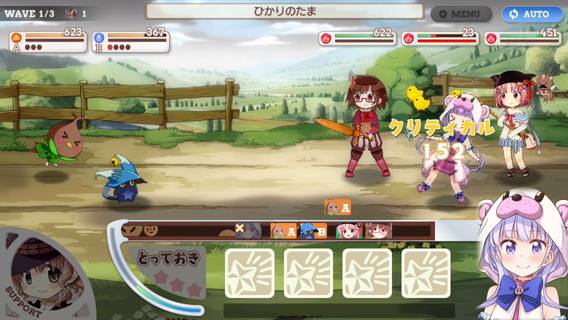 WAVE 1/3
1
ひかりのたま
MENU
AUTO
623
A
367
B
622
23
451
クリティカル
152
A
A
B
とっておき
SUPPORT